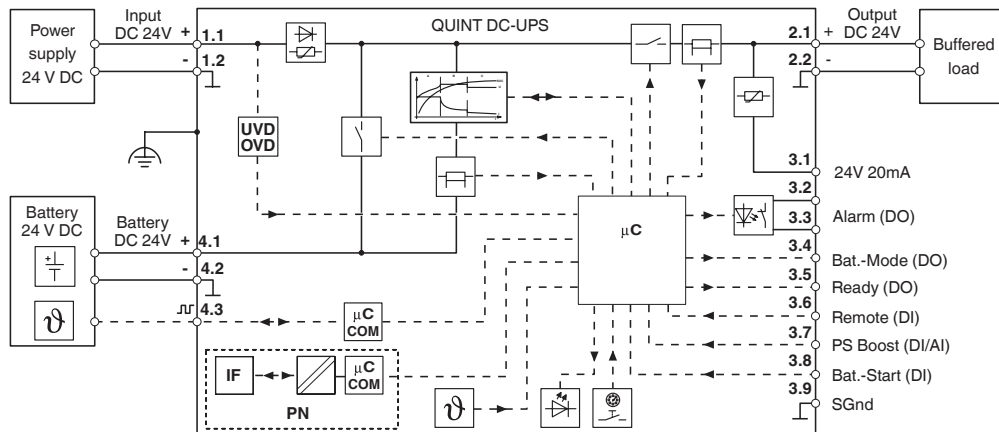 Power
supply
24 V DC
Input
DC 24V
+
-
1.1
1.2
QUINT DC-UPS
2.1
2.2
+
-
Output
DC 24V
Buffered
load
UVD
OVD
3.1
24V 20mA
3.2
3.3
Alarm (DO)
µC
3.4
Bat.-Mode (DO)
3.5
Ready (DO)
3.6
Remote (DI)
3.7
PS Boost (DI/AI)
3.8
Bat.-Start (DI)
3.9
SGnd
Battery
24 V DC
+
ϑ
Battery
DC 24V
+
-
4.1
4.2
4.3
µC
COM
IF
µC
COM
PN
ϑ